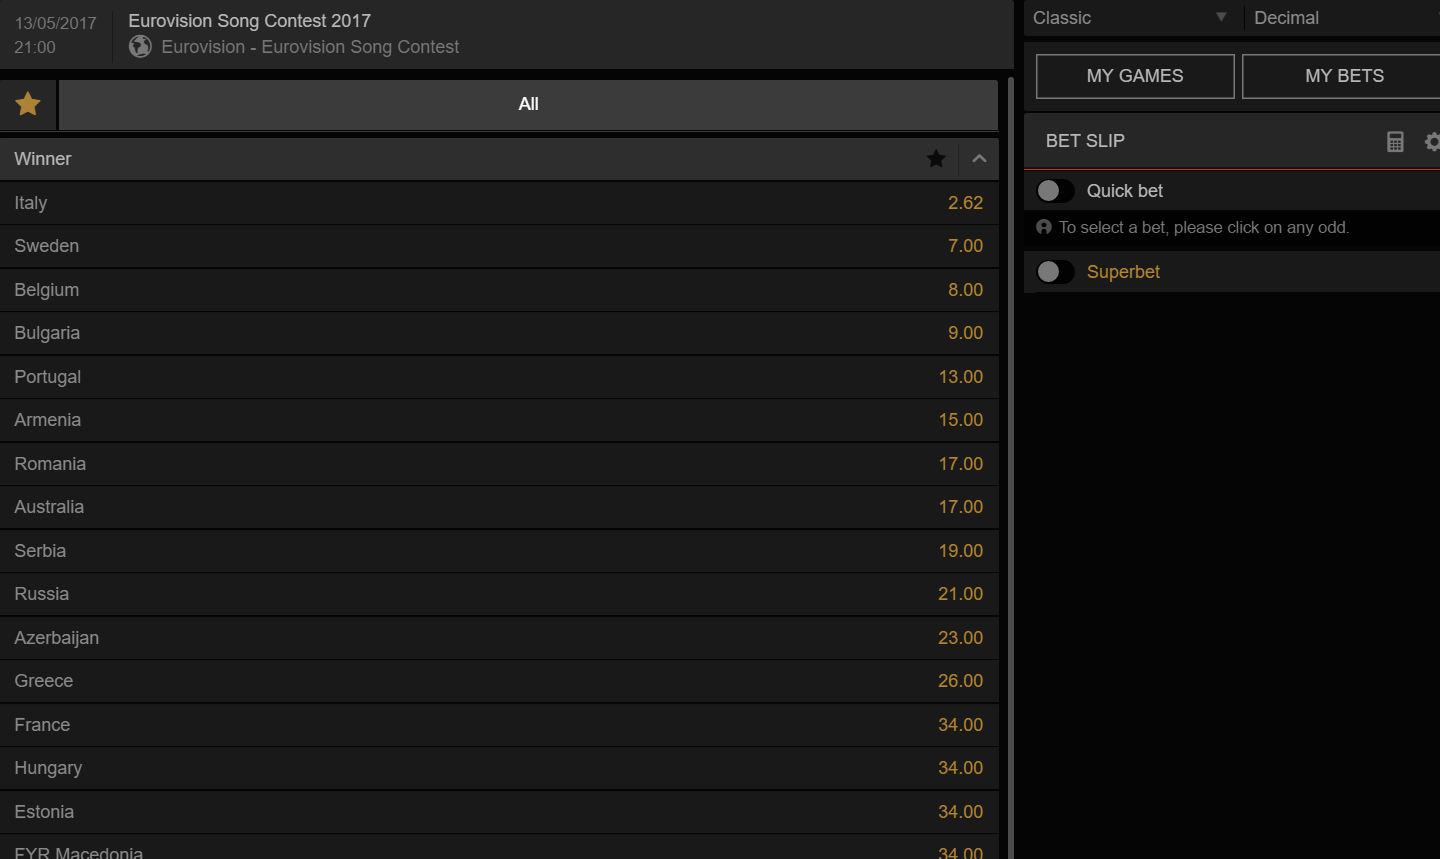 13/05/2017
21:00
Eurovision Song Contest 2017
Eurovision - Eurovision Song Contest
All
Winner
Italy 2.62
Sweden 7.00
Belgium 8.00
Bulgaria 9.00
Portugal 13.00
Armenia 15.00
Romania 17.00
Australia 17.00
Serbia 19.00
Russia 21.00
Azerbaijan 23.00
Greece 26.00
France 34.00
Hungary 34.00
Estonia 34.00
FYR Macedonia 34.00
Classic Decimal
MY GAMES MY BETS
BET SLIP
Quick bet
To select a bet, please click on any odd.
Superbet